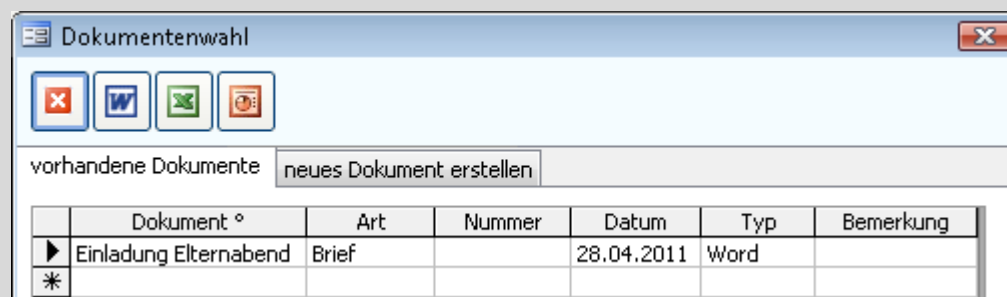 Dokumentenwahl
vorhandene Dokumente neues Dokument erstellen
Dokument ° Art Nummer Datum Typ Bemerkung
Einladung Elternabend Brief 28.04.2011 Word